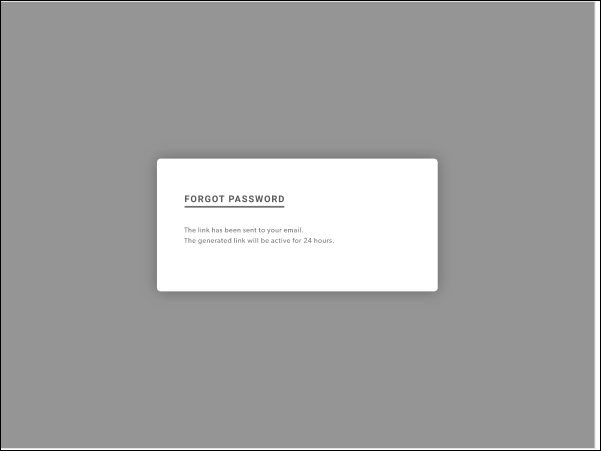 FORGOT PASSWORD
The link has been sent to your email.
The generated link will be active for 24 hours.